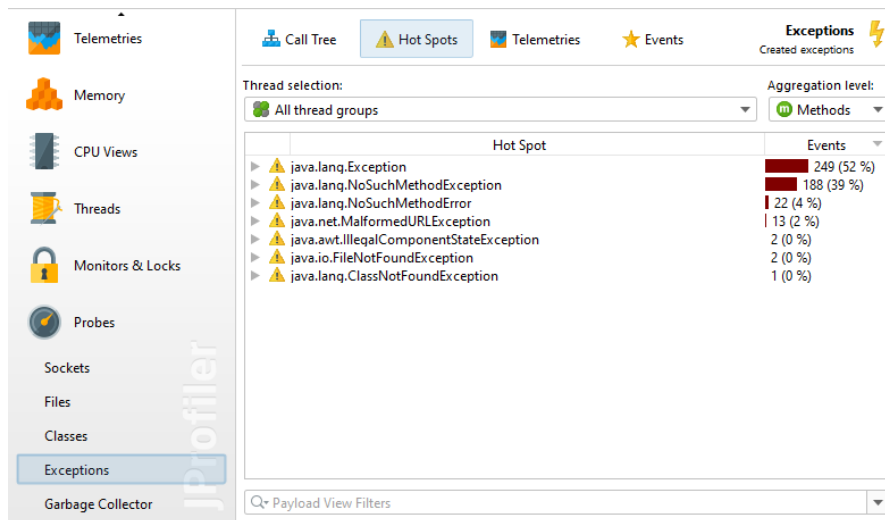 Telemetries
Memory
CPU Views
Threads
Monitors & Locks
Probes
Sockets
Files
Classes
Exceptions
Garbage Collector
JProfiler
Call Tree
Hot Spots
Telemetries
Events
Exceptions
Created exceptions
Thread selection:
Aggregation level:
All thread groups
m Methods
Hot Spot Events
java.lang.Exception 249 (52 %)
java.lang.NoSuchMethodException 188 (39 %)
java.lang.NoSuchMethodError 22 (4 %)
java.net.MalformedURLException 13 (2 %)
java.awt.IllegalComponentStateException 2 (0 %)
java.io.FileNotFoundException 2 (0 %)
java.lang.ClassNotFoundException 1 (0 %)
Payload View Filters